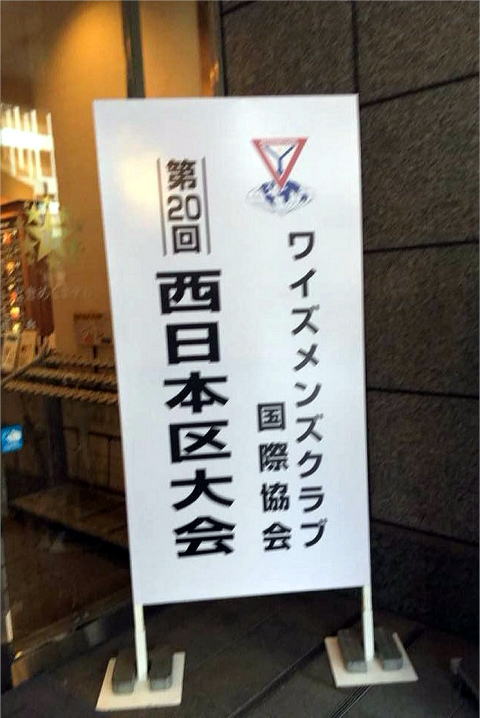 ワイズメンズクラブ
国際協会
第20回
西日本区大会